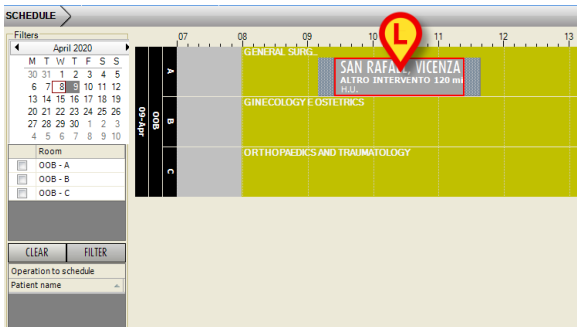 SCHEDULE
Filters
April 2020
M T W T F S S
30 31 1 2 3 4 5
6 7 8 9 10 11 12
13 14 15 16 17 18 19
20 21 22 23 24 25 26
27 28 29 30 1 2 3
4 5 6 7 8 9 10
Room
OOB - A
OOB - B
OOB - C
CLEAR FILTER
Operation to schedule
Patient name
07 08 09 10 11 12 13
09-Apr
OOB
A
GENERAL SURG...
L
SAN RAFAEL, VICENZA
ALTRO INTERVENTO 120 mi
H.U.
B
GINECOLOGY E OSTETRICS
C
ORTHOPAEDICS AND TRAUMATOLOGY